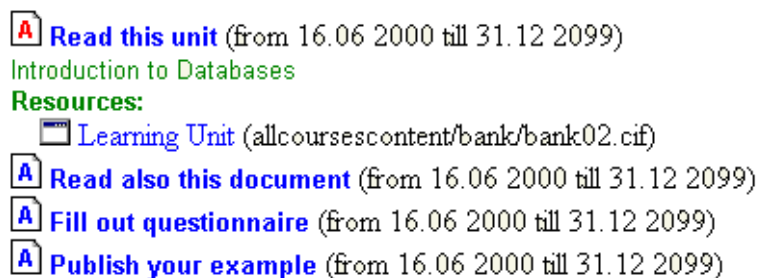 A Read this unit (from 16.06 2000 till 31.12 2099)
Introduction to Databases
Resources:
Learning Unit (allcoursescontent/bank/bank02.cif)
A Read also this document (from 16.06 2000 till 31.12 2099)
A Fill out questionnaire (from 16.06 2000 till 31.12 2099)
A Publish your example (from 16.06 2000 till 31.12 2099)